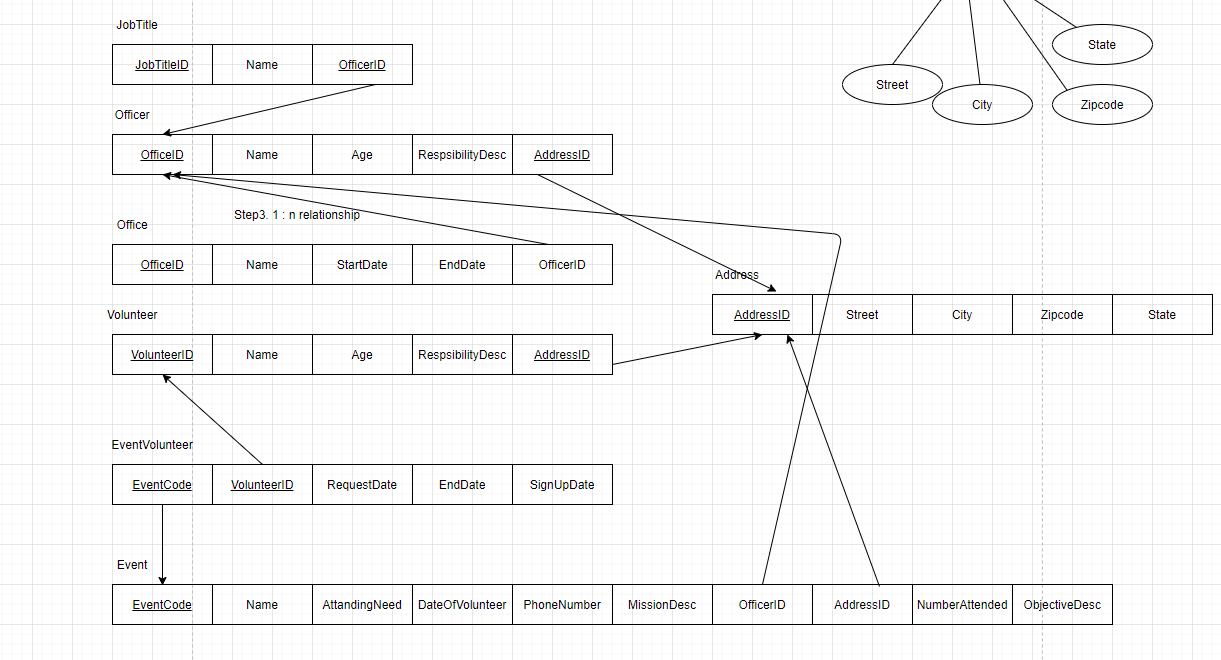 JobTitle
JobTitleID Name OfficerID
State
Street
City
Zipcode
Officer
OfficeID Name Age RespsibilityDesc AddressID
Step3. 1 : n relationship
Office
OfficeID Name StartDate EndDate OfficerID
Address
AddressID Street City Zipcode State
Volunteer
VolunteerID Name Age RespsibilityDesc AddressID
EventVolunteer
EventCode VolunteerID RequestDate EndDate SignUpDate
Event
EventCode Name AttandingNeed DateOfVolunteer PhoneNumber MissionDesc OfficerID AddressID NumberAttended ObjectiveDesc